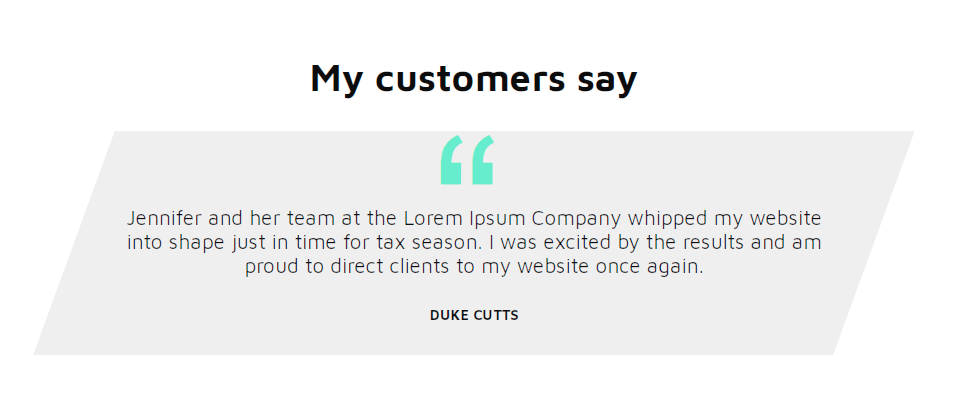 My customers say
“
Jennifer and her team at the Lorem Ipsum Company whipped my website
into shape just in time for tax season. I was excited by the results and am
proud to direct clients to my website once again.
DUKE CUTTS